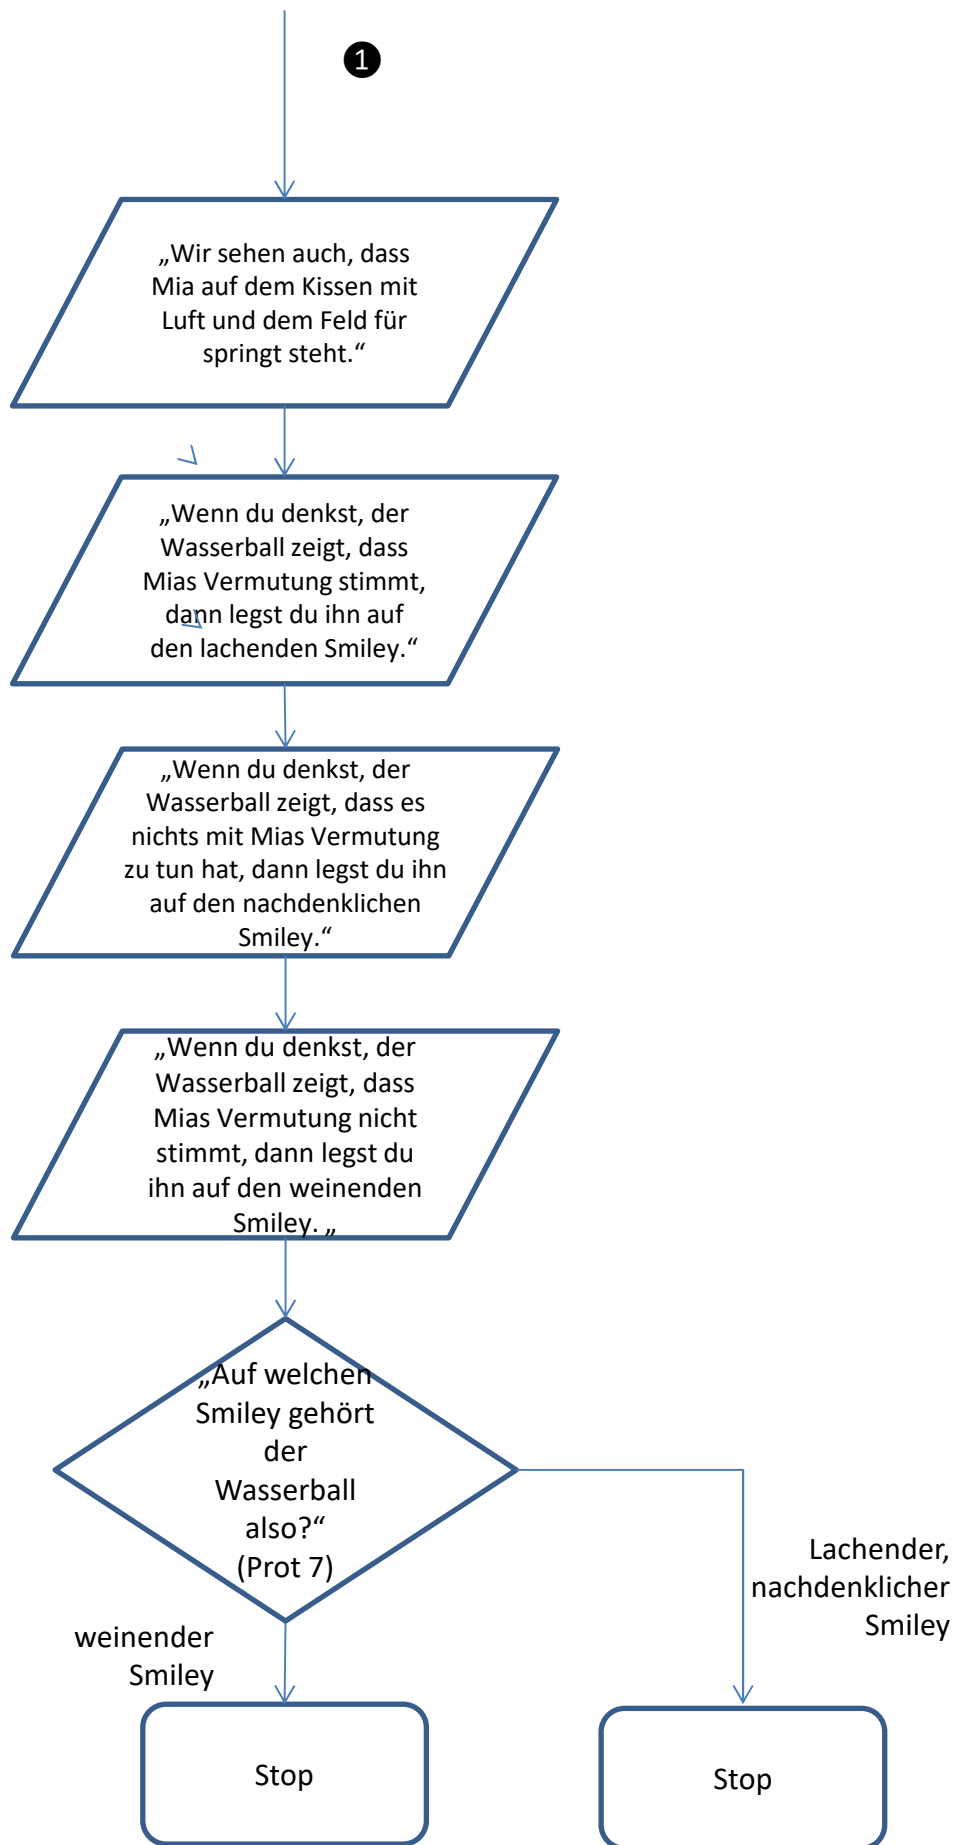 ❶
„Wir sehen auch, dass
Mia auf dem Kissen mit
Luft und dem Feld für
springt steht.“
„Wenn du denkst, der
Wasserball zeigt, dass
Mias Vermutung stimmt,
dann legst du ihn auf
den lachenden Smiley.“
„Wenn du denkst, der
Wasserball zeigt, dass es
nichts mit Mias Vermutung
zu tun hat, dann legst du ihn
auf den nachdenklichen
Smiley.“
„Wenn du denkst, der
Wasserball zeigt, dass
Mias Vermutung nicht
stimmt, dann legst du
ihn auf den weinenden
Smiley. „
„Auf welchen
Smiley gehört
der
Wasserball
also?“
(Prot 7)
Lachender,
nachdenklicher
Smiley
weinender
Smiley
Stop
Stop